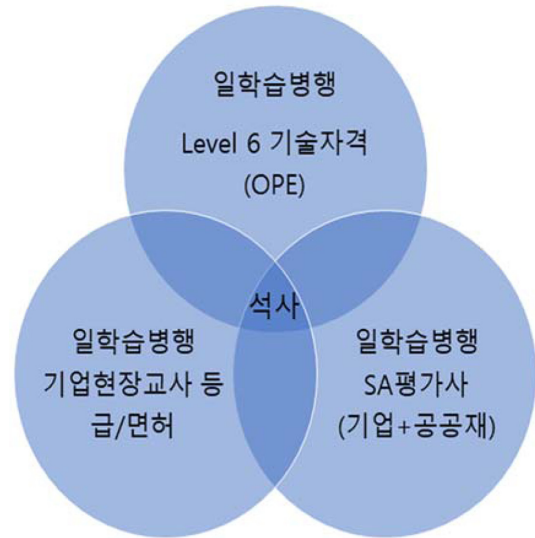 일학습병행
Level 6 기술자격
(OPE)
석사
일학습병행
기업현장교사 등
급/면허
일학습병행
SA평가사
(기업+공공재)